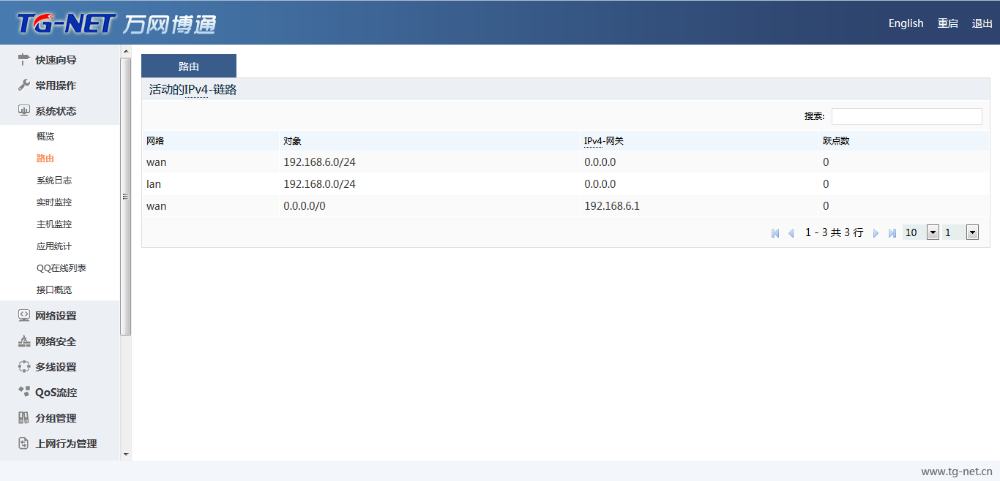 TG-NET 万网博通
English 重启 退出
快速向导
常用操作
系统状态
概览
路由
系统日志
实时监控
主机监控
应用统计
QQ在线列表
接口概览
网络设置
网络安全
多线设置
QoS流控
分组管理
上网行为管理
路由
活动的IPv4-链路
搜索:
网络 对象 IPv4-网关 跃点数
wan 192.168.6.0/24 0.0.0.0 0
lan 192.168.0.0/24 0.0.0.0 0
wan 0.0.0.0/0 192.168.6.1 0
1 - 3 共 3 行 10 1
www.tg-net.cn